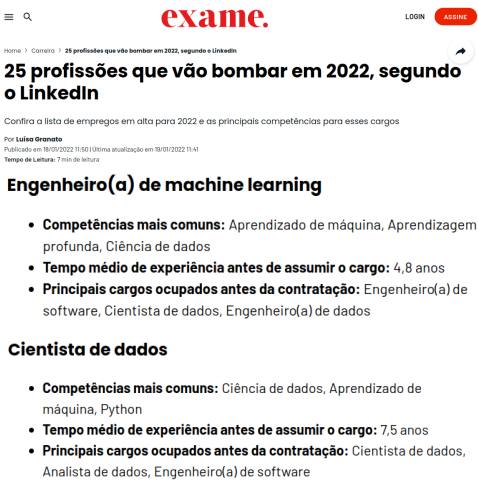 exame.
LOGIN
ASSINE
Home > Carreira > 25 profissões que vão bombar em 2022, segundo o LinkedIn
25 profissões que vão bombar em 2022, segundo
o LinkedIn
Confira a lista de empregos em alta para 2022 e as principais competências para esses cargos
Por Luísa Granato
Publicado em 18/01/2022 11:50 | Última atualização em 19/01/2022 11:41
Tempo de Leitura: 7 min de leitura
Engenheiro(a) de machine learning
• Competências mais comuns: Aprendizado de máquina, Aprendizagem
profunda, Ciência de dados
• Tempo médio de experiência antes de assumir o cargo: 4,8 anos
• Principais cargos ocupados antes da contratação: Engenheiro(a) de
software, Cientista de dados, Engenheiro(a) de dados
Cientista de dados
• Competências mais comuns: Ciência de dados, Aprendizado de
máquina, Python
• Tempo médio de experiência antes de assumir o cargo: 7,5 anos
• Principais cargos ocupados antes da contratação: Cientista de dados,
Analista de dados, Engenheiro(a) de software